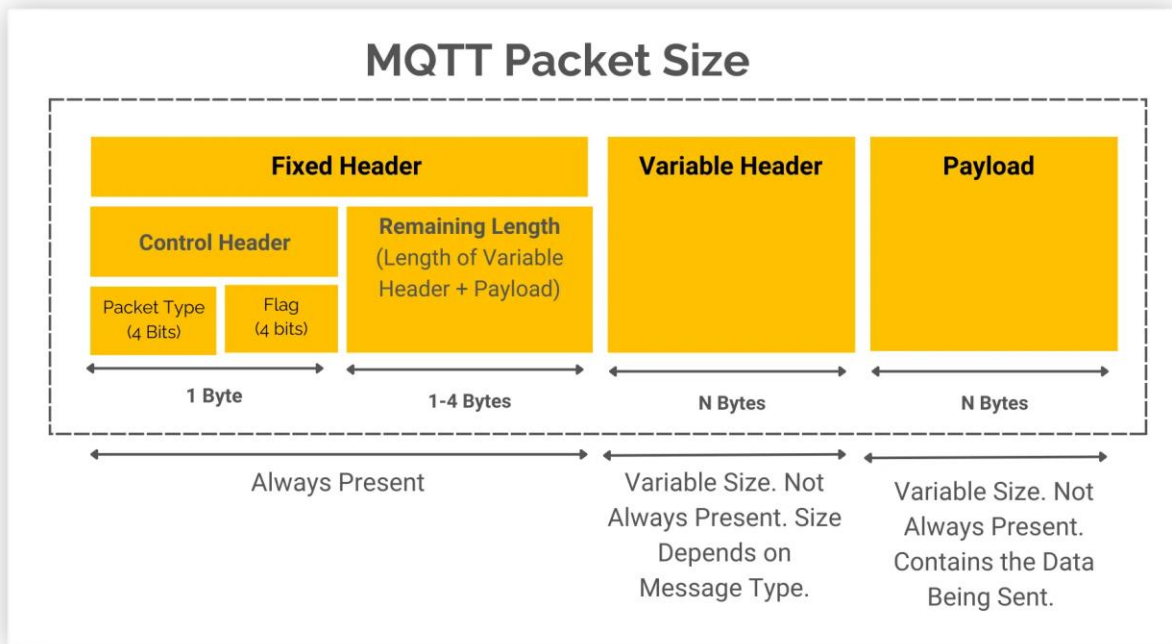 MQTT Packet Size
Fixed Header
Variable Header
Payload
Control Header
Remaining Length
(Length of Variable
Header + Payload)
Packet Type
(4 Bits)
Flag
(4 bits)
1 Byte
1-4 Bytes
N Bytes
N Bytes
Always Present
Variable Size. Not
Always Present. Size
Depends on
Message Type.
Variable Size. Not
Always Present.
Contains the Data
Being Sent.